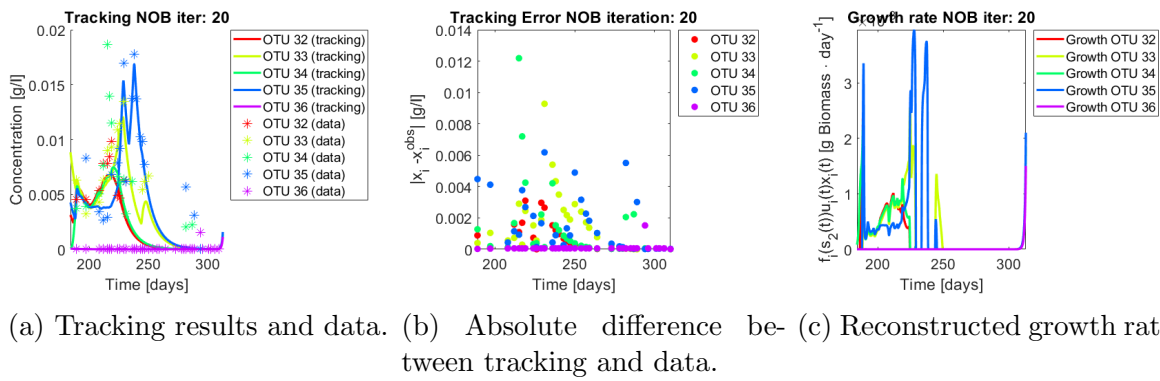 Tracking NOB iter: 20
Concentration [g/l]
0.02
0.015
0.01
0.005
0
200
250
300
Time [days]
OTU 32 (tracking)
OTU 33 (tracking)
OTU 34 (tracking)
OTU 35 (tracking)
OTU 36 (tracking)
OTU 32 (data)
OTU 33 (data)
OTU 34 (data)
OTU 35 (data)
OTU 36 (data)
Tracking Error NOB iteration: 20
|x_i -x_i^obs| [g/l]
0.014
0.012
0.01
0.008
0.006
0.004
0.002
0
200
250
300
Time [days]
OTU 32
OTU 33
OTU 34
OTU 35
OTU 36
Growth rate NOB iter: 20
f_i(s_2(t))u_i(t)x_i(t) [g Biomass · day^-1]
3
2
1
0
200
250
300
Time [days]
Growth OTU 32
Growth OTU 33
Growth OTU 34
Growth OTU 35
Growth OTU 36
(a) Tracking results and data.
(b) Absolute difference be-
tween tracking and data.
(c) Reconstructed growth rat